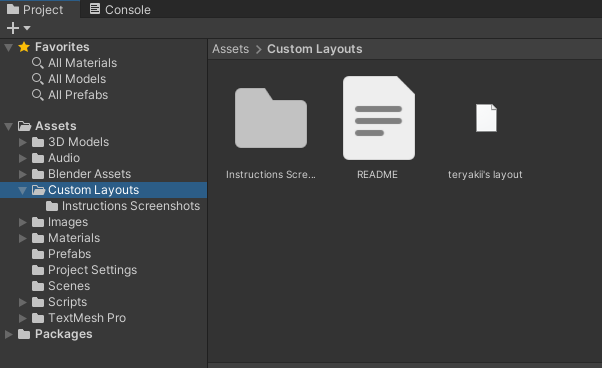 Project
Console
Favorites
All Materials
All Models
All Prefabs
Assets
3D Models
Audio
Blender Assets
Custom Layouts
Instructions Screenshots
Images
Materials
Prefabs
Project Settings
Scenes
Scripts
TextMesh Pro
Packages
Assets > Custom Layouts
Instructions Scre...
README
teryakii's layout